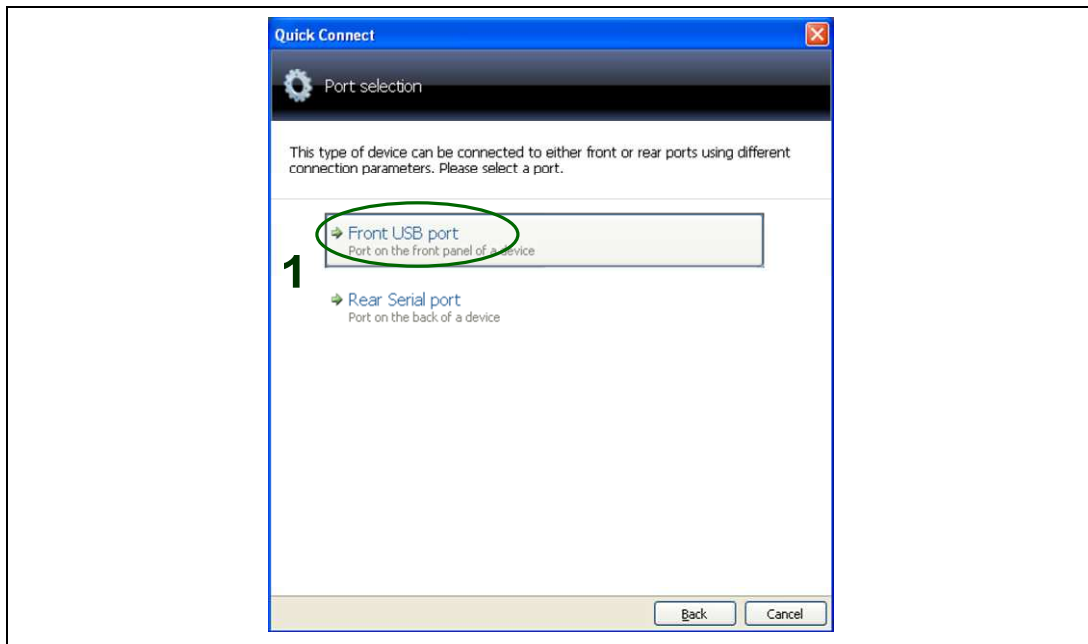 Quick Connect
Port selection
This type of device can be connected to either front or rear ports using different
connection parameters. Please select a port.
Front USB port
Port on the front panel of a device
1
Rear Serial port
Port on the back of a device
Back
Cancel